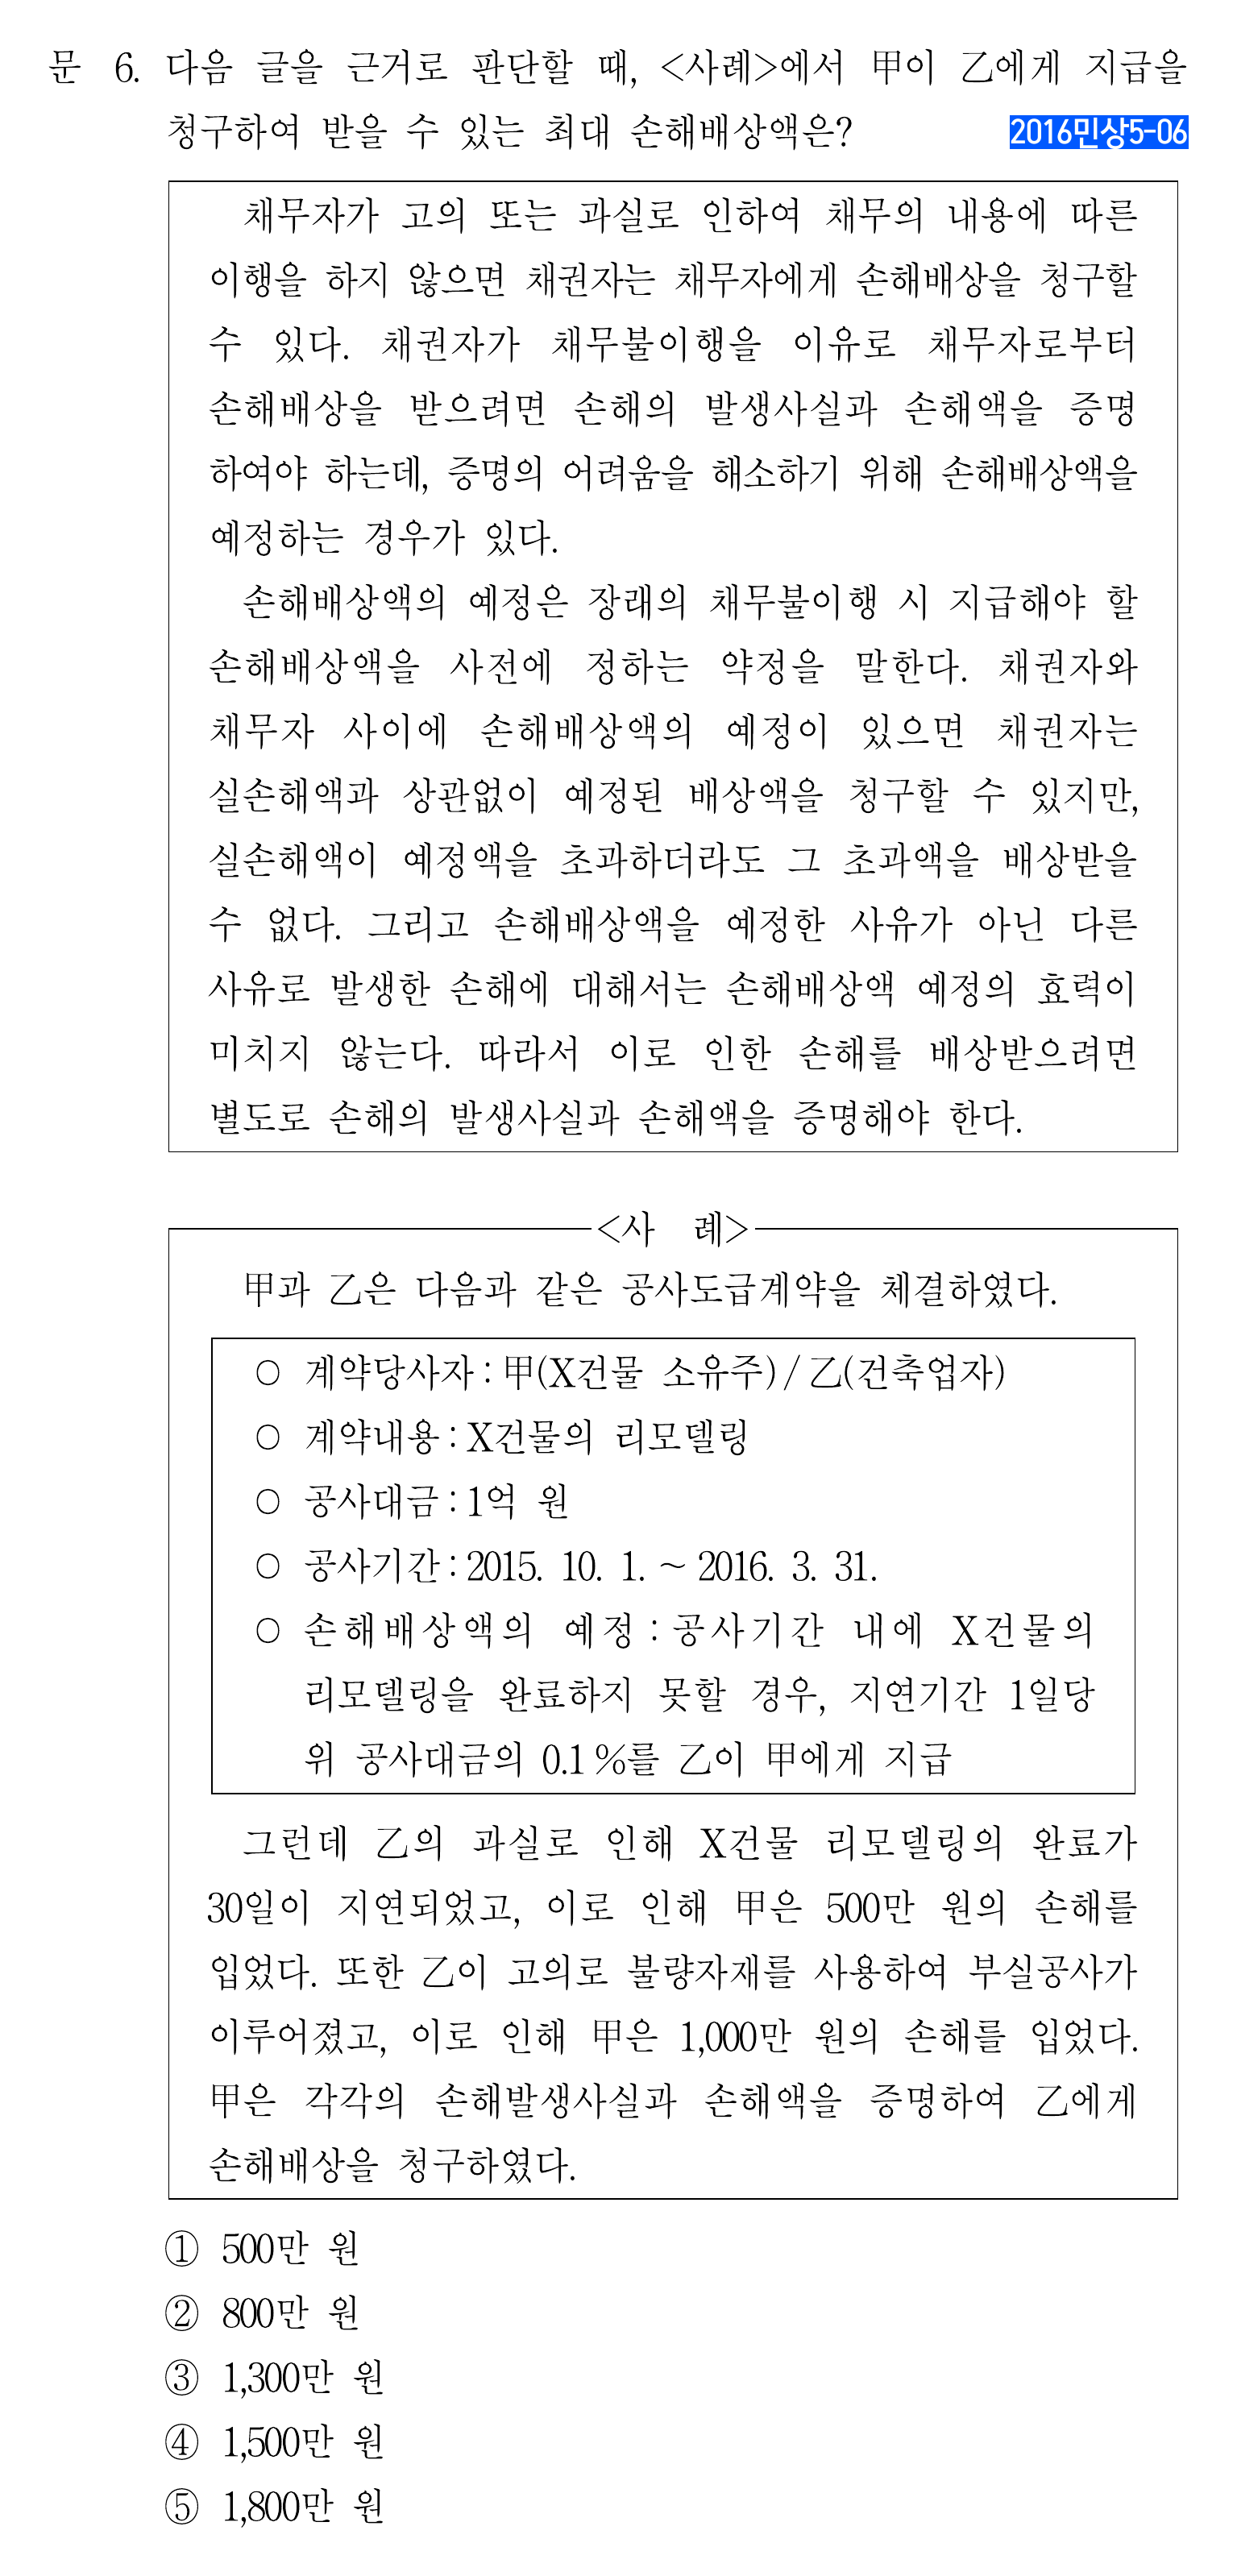 문 6. 다음 글을 근거로 판단할 때, <사례>에서 甲이 乙에게 지급을
청구하여 받을 수 있는 최대 손해배상액은?
2016민상5-06
채무자가 고의 또는 과실로 인하여 채무의 내용에 따른
이행을 하지 않으면 채권자는 채무자에게 손해배상을 청구할
수 있다. 채권자가 채무불이행을 이유로 채무자로부터
손해배상을 받으려면 손해의 발생사실과 손해액을 증명
하여야 하는데, 증명의 어려움을 해소하기 위해 손해배상액을
예정하는 경우가 있다.
손해배상액의 예정은 장래의 채무불이행 시 지급해야 할
손해배상액을 사전에 정하는 약정을 말한다. 채권자와
채무자 사이에 손해배상액의 예정이 있으면 채권자는
실손해액과 상관없이 예정된 배상액을 청구할 수 있지만,
실손해액이 예정액을 초과하더라도 그 초과액을 배상받을
수 없다. 그리고 손해배상액을 예정한 사유가 아닌 다른
사유로 발생한 손해에 대해서는 손해배상액 예정의 효력이
미치지 않는다. 따라서 이로 인한 손해를 배상받으려면
별도로 손해의 발생사실과 손해액을 증명해야 한다.
<사 례>
甲과 乙은 다음과 같은 공사도급계약을 체결하였다.
○ 계약당사자 : 甲(X건물 소유주) / 乙(건축업자)
○ 계약내용 : X건물의 리모델링
○ 공사대금 : 1억 원
○ 공사기간 : 2015. 10. 1. ~ 2016. 3. 31.
○ 손해배상액의 예정 : 공사기간 내에 X건물의
리모델링을 완료하지 못할 경우, 지연기간 1일당
위 공사대금의 0.1 %를 乙이 甲에게 지급
그런데 乙의 과실로 인해 X건물 리모델링의 완료가
30일이 지연되었고, 이로 인해 甲은 500만 원의 손해를
입었다. 또한 乙이 고의로 불량자재를 사용하여 부실공사가
이루어졌고, 이로 인해 甲은 1,000만 원의 손해를 입었다.
甲은 각각의 손해발생사실과 손해액을 증명하여 乙에게
손해배상을 청구하였다.
① 500만 원
② 800만 원
③ 1,300만 원
④ 1,500만 원
⑤ 1,800만 원